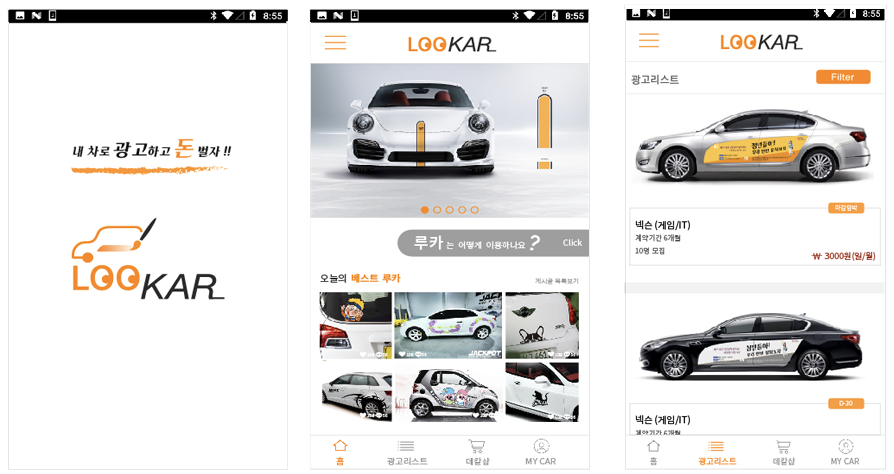 8:55
내 차로 광고하고 돈 벌자 !!
LOOKAR
8:55
LOOKAR
루카 는 어떻게 이용하나요 ? Click
오늘의 베스트 루카
게시글 목록보기
JACKPOT
홈
광고리스트
데칼샵
MY CAR
8:55
LOOKAR
광고리스트
Filter
마감임박
넥슨 (게임/IT)
계약기간 6개월
10명 모집
₩ 3000원(일/월)
D-20
넥슨 (게임/IT)
계약기간 6개월
홈
광고리스트
데칼샵
MY CAR